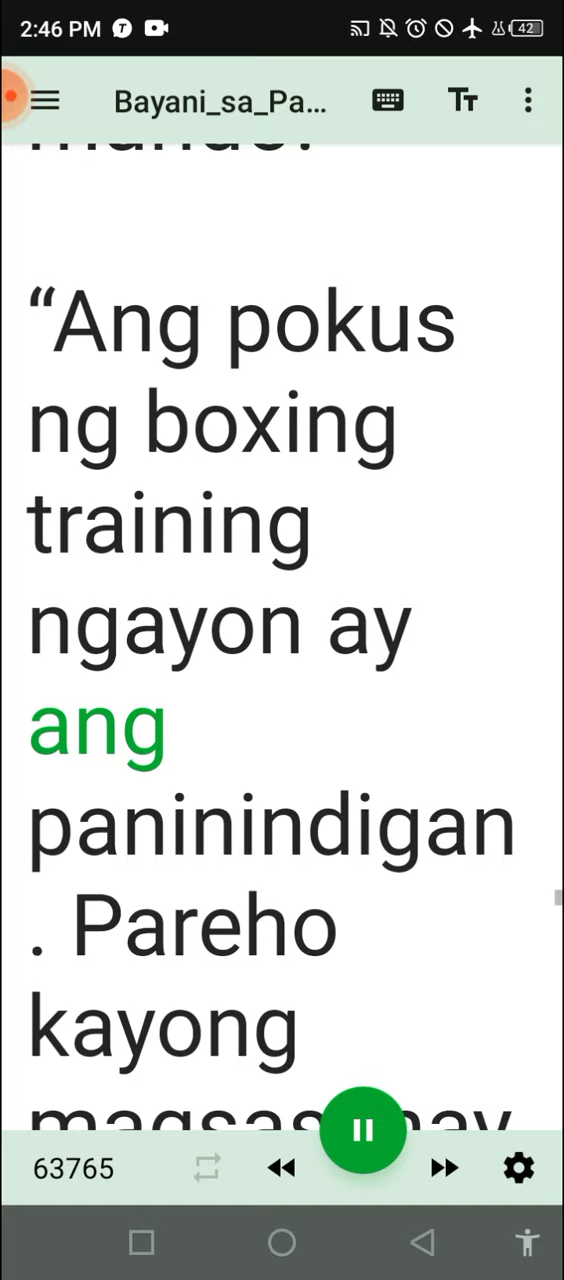 2:46 PM
42
Bayani_sa_Pa...
“Ang pokus
ng boxing
training
ngayon ay
ang
paninindigan
. Pareho
kayong
63765